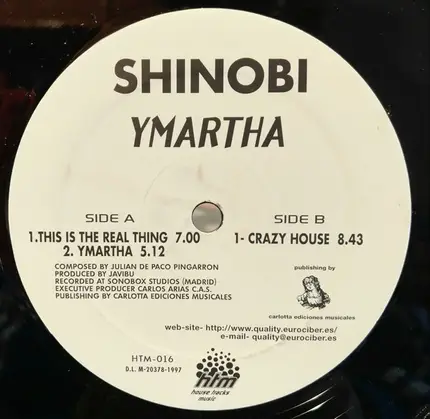 SHINOBI
YMARTHA
SIDE A
1.THIS IS THE REAL THING 7.00
2. YMARTHA 5.12
COMPOSED BY JULIAN DE PACO PINGARRON
PRODUCED BY JAVIBU
RECORDED AT SONOBOX STUDIOS (MADRID)
EXECUTIVE PRODUCER CARLOS ARIAS C.A.S.
PUBLISHING BY CARLOTTA EDICIONES MUSICALES
SIDE B
1- CRAZY HOUSE 8.43
publishing by
carlotta ediciones musicales
web-site- http://www.quality.eurociber.es/
e-mail- quality@eurociber.es
HTM-016
D.L. M-20378-1997
htm
house tracks
music